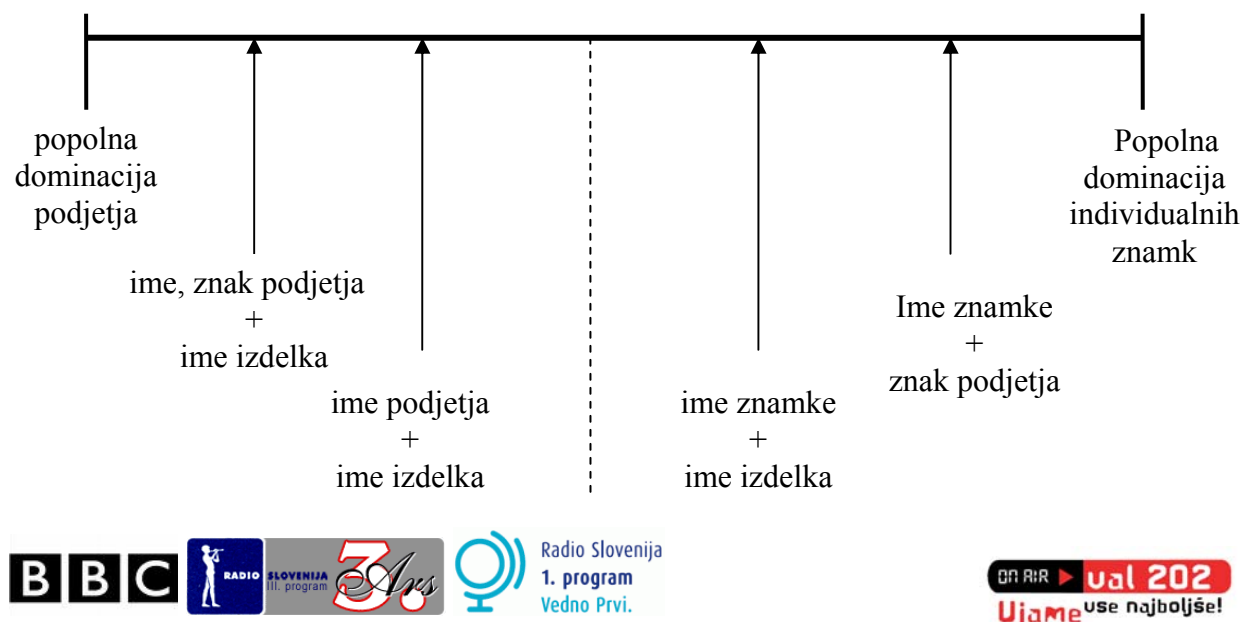 popolna
dominacija
podjetja
Popolna
dominacija
individualnih
znamk
ime, znak podjetja
+
ime izdelka
ime podjetja
+
ime izdelka
ime znamke
+
ime izdelka
Ime znamke
+
znak podjetja
BBC
RADIO SLOVENIJA
III. program
3. Ars
Radio Slovenija
1. program
Vedno Prvi.
ON AIR val 202
Ujame vse najboljše!